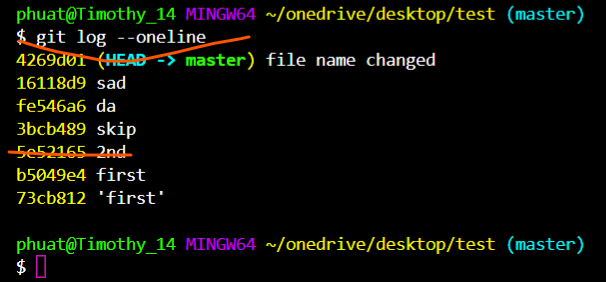 phuat@Timothy_14 MINGW64 ~/onedrive/desktop/test (master)
$ git log --oneline
4269d01 (HEAD -> master) file name changed
16118d9 sad
fe546a6 da
3bcb489 skip
5e52165 2nd
b5049e4 first
73cb812 'first'
phuat@Timothy_14 MINGW64 ~/onedrive/desktop/test (master)
$